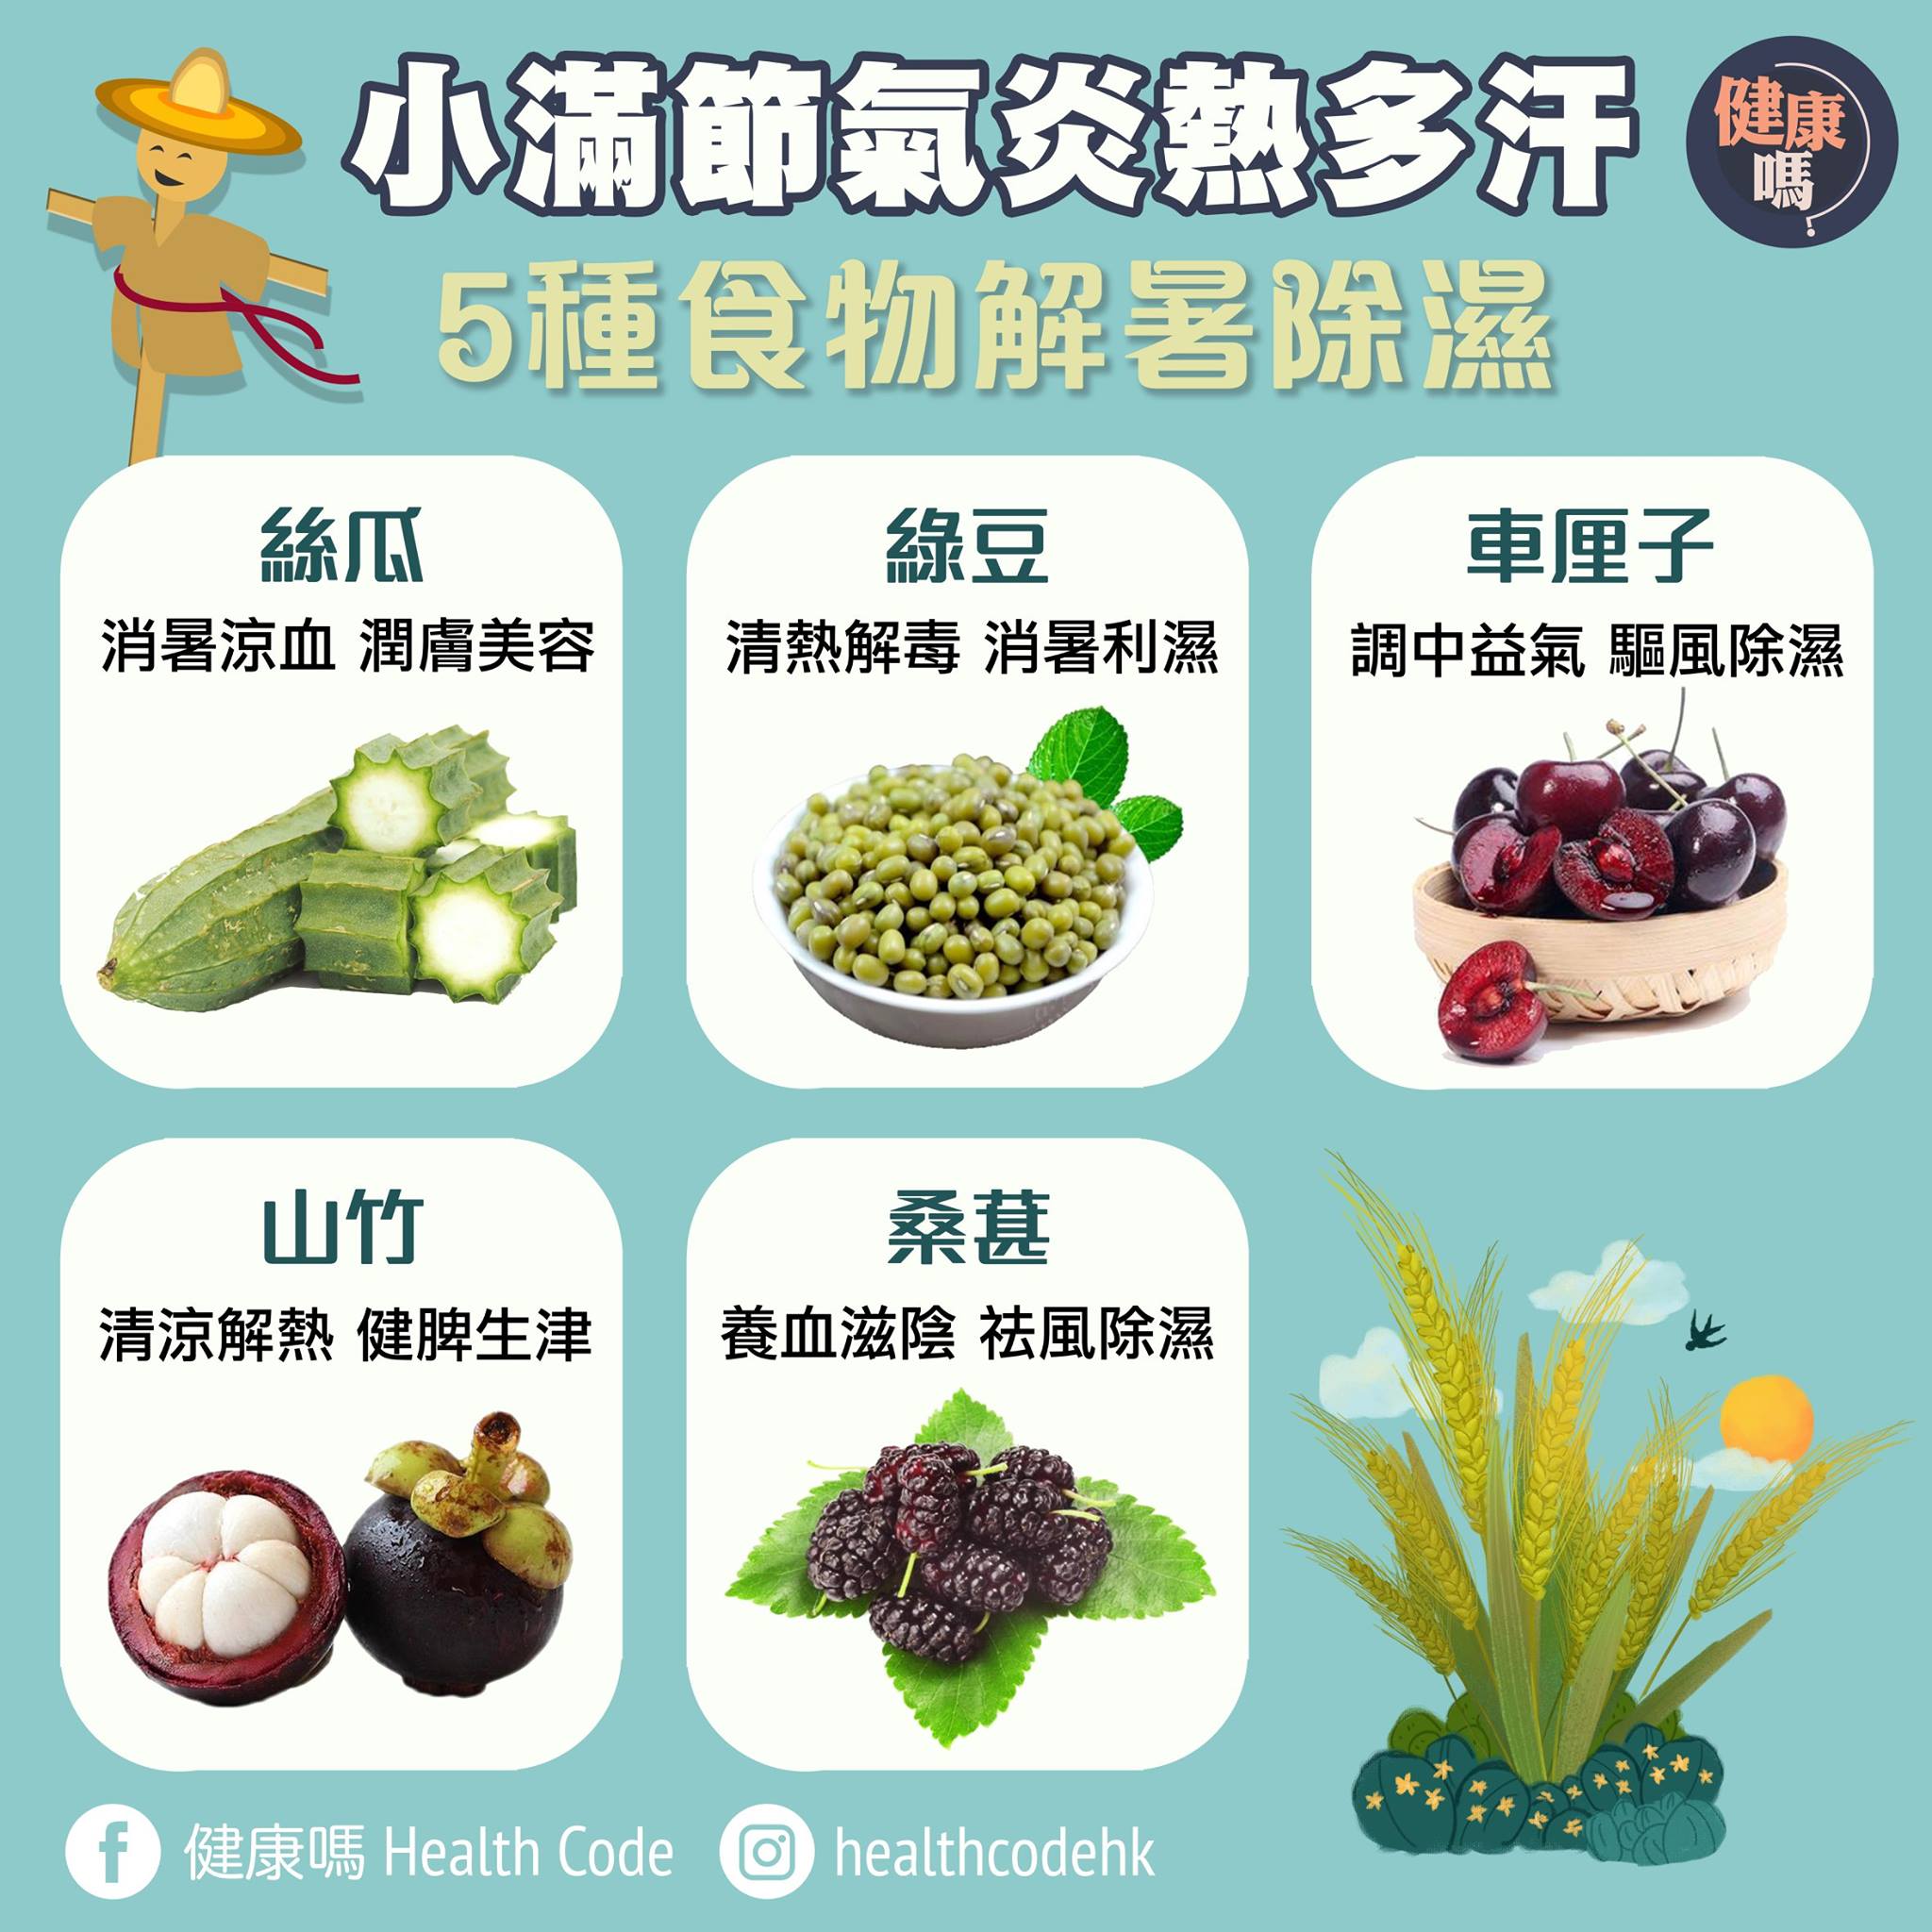 小滿節氣炎熱多汗
健康
嗎?
5種食物解暑除濕
絲瓜
消暑涼血 潤膚美容
綠豆
清熱解毒 消暑利濕
車厘子
調中益氣 驅風除濕
山竹
清涼解熱 健脾生津
桑葚
養血滋陰 祛風除濕
健康嗎 Health Code
healthcodehk